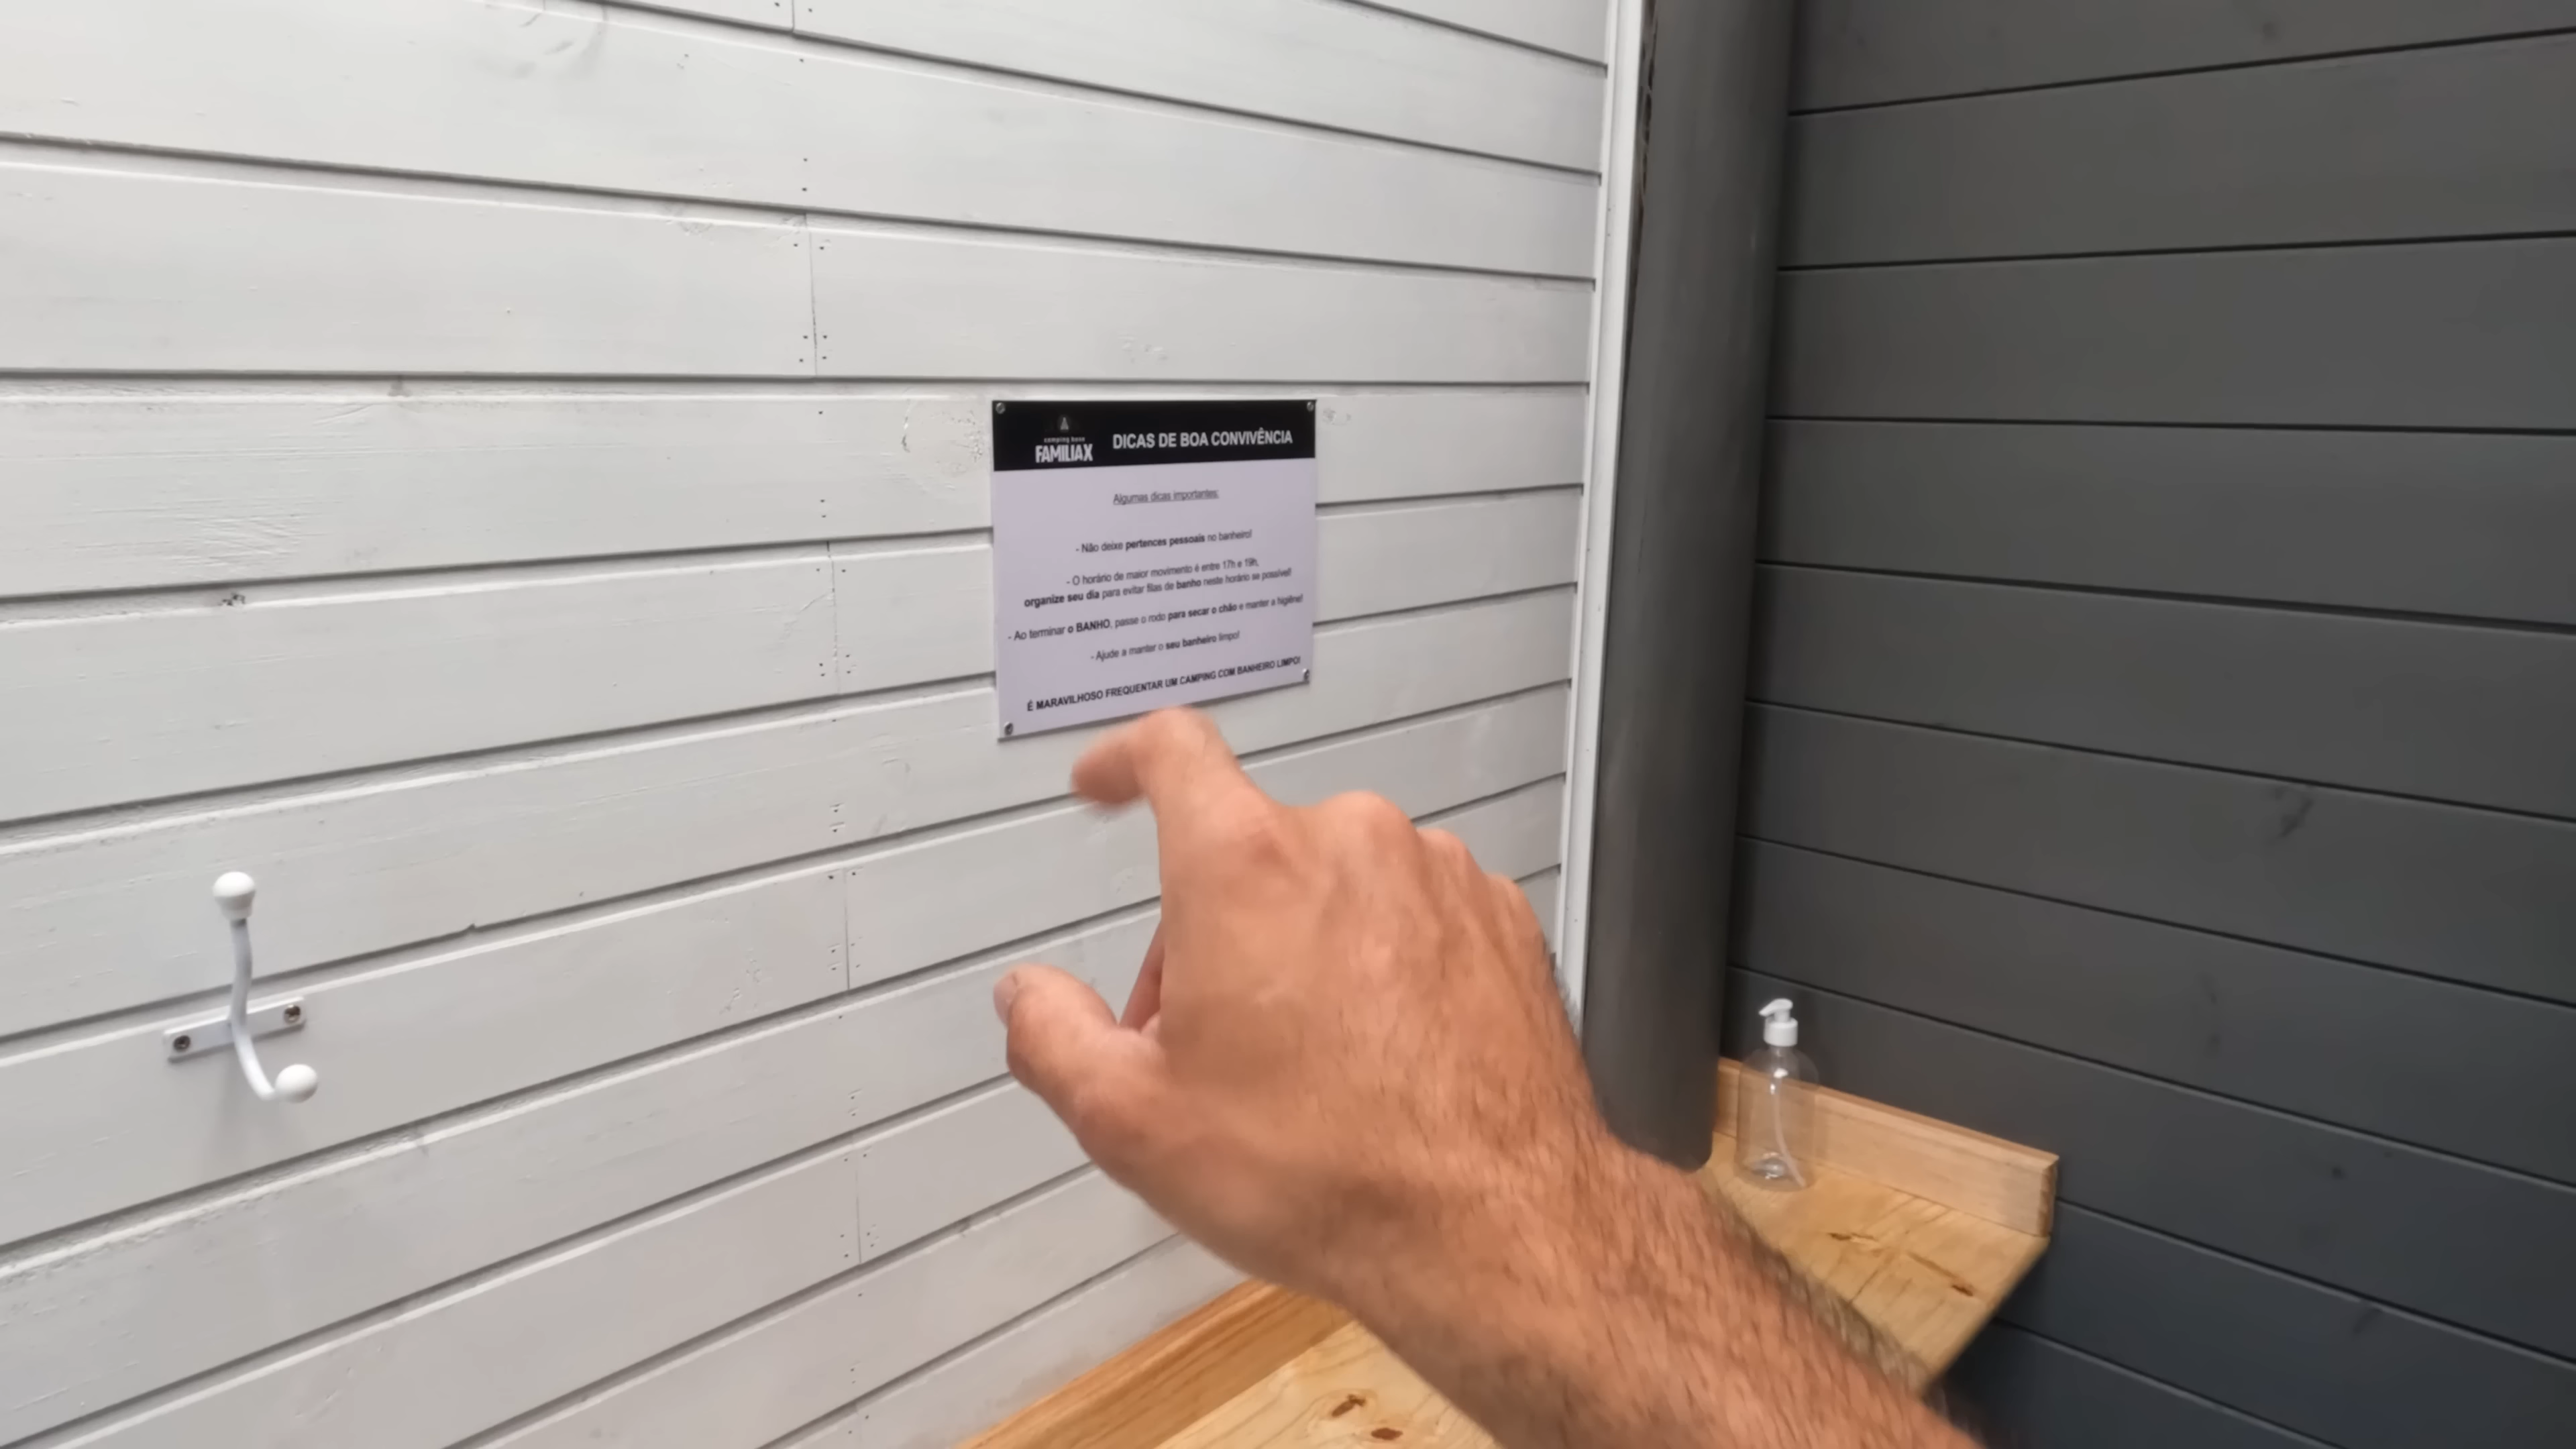 camping base
FAMILIAX
DICAS DE BOA CONVIVÊNCIA
Algumas dicas importantes:
- Não deixe pertences pessoais no banheiro!
- O horário de maior movimento é entre 17h e 19h,
organize seu dia para evitar filas de banho neste horário se possível!
- Ao terminar o BANHO, passe o rodo para secar o chão e manter a higiêne!
- Ajude a manter o seu banheiro limpo!
É MARAVILHOSO FREQUENTAR UM CAMPING COM BANHEIRO LIMPO!